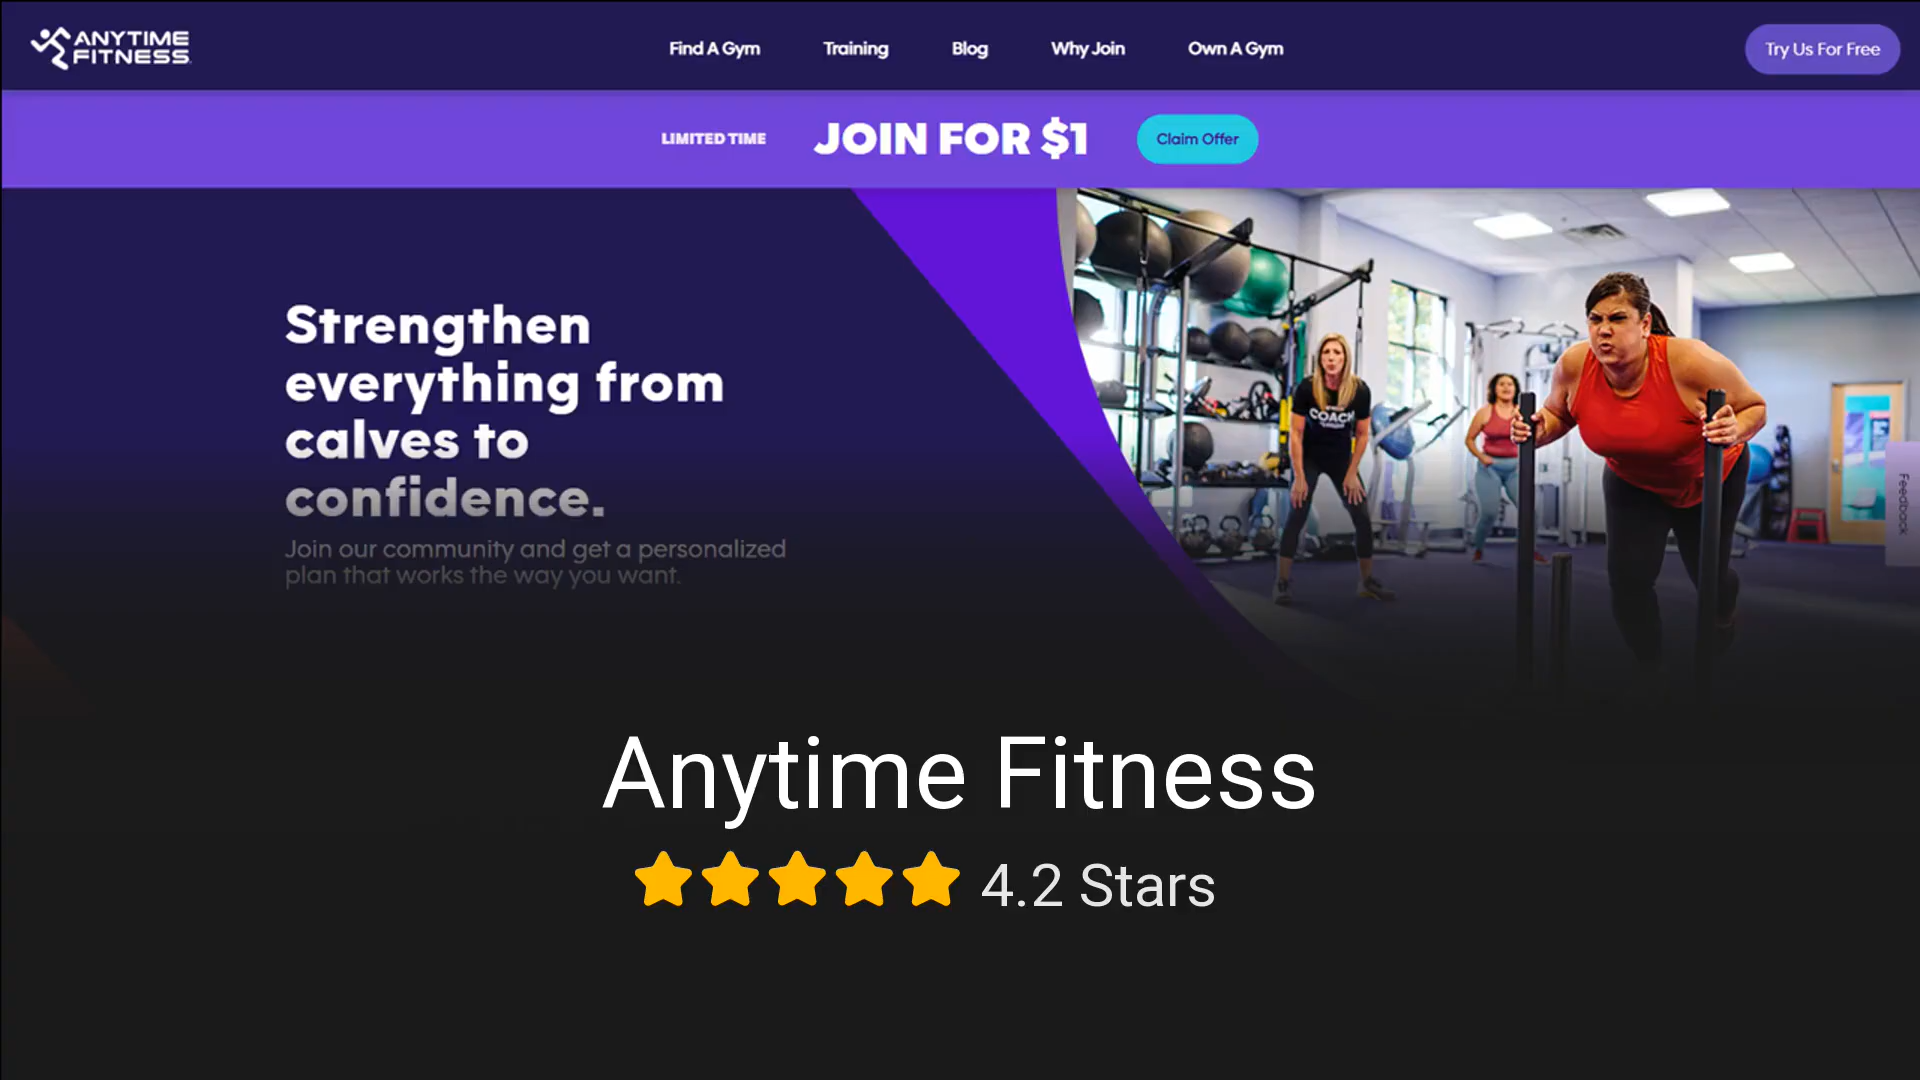 ANYTIME
FITNESS
Find A Gym
Training
Blog
Why Join
Own A Gym
Try Us For Free
LIMITED TIME
JOIN FOR $1
Claim Offer
Strengthen
everything from
calves to
confidence.
Join our community and get a personalized
plan that works the way you want.
COACH
Feedback
Anytime Fitness
4.2 Stars